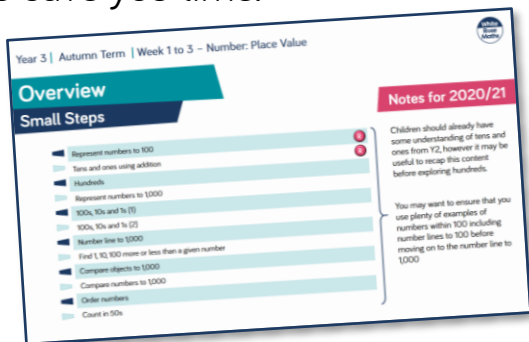 Year 3 | Autumn Term | Week 1 to 3 – Number: Place Value
White
Rose
Maths
Overview
Small Steps
Represent numbers to 100
R
Tens and ones using addition
R
Hundreds
Represent numbers to 1,000
100s, 10s and 1s (1)
100s, 10s and 1s (2)
Number line to 1,000
Find 1, 10, 100 more or less than a given number
Compare objects to 1,000
Compare numbers to 1,000
Order numbers
Count in 50s
Notes for 2020/21
Children should already have
some understanding of tens and
ones from Y2, however it may be
useful to recap this content
before exploring hundreds.
You may want to ensure that you
use plenty of examples of
numbers within 100 including
number lines to 100 before
moving on to the number line to
1,000